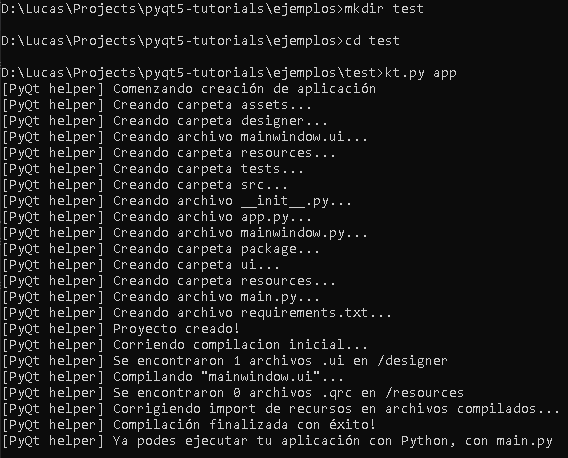 D:\Lucas\Projects\pyqt5-tutorials\ejemplos>mkdir test
D:\Lucas\Projects\pyqt5-tutorials\ejemplos>cd test
D:\Lucas\Projects\pyqt5-tutorials\ejemplos\test>kt.py app
[PyQt helper] Comenzando creación de aplicación
[PyQt helper] Creando carpeta assets...
[PyQt helper] Creando carpeta designer...
[PyQt helper] Creando archivo mainwindow.ui...
[PyQt helper] Creando carpeta resources...
[PyQt helper] Creando carpeta tests...
[PyQt helper] Creando carpeta src...
[PyQt helper] Creando archivo __init__.py...
[PyQt helper] Creando archivo app.py...
[PyQt helper] Creando archivo mainwindow.py...
[PyQt helper] Creando carpeta package...
[PyQt helper] Creando carpeta ui...
[PyQt helper] Creando carpeta resources...
[PyQt helper] Creando archivo main.py...
[PyQt helper] Creando archivo requirements.txt...
[PyQt helper] Proyecto creado!
[PyQt helper] Corriendo compilacion inicial...
[PyQt helper] Se encontraron 1 archivos .ui en /designer
[PyQt helper] Compilando "mainwindow.ui"...
[PyQt helper] Se encontraron 0 archivos .qrc en /resources
[PyQt helper] Corrigiendo import de recursos en archivos compilados...
[PyQt helper] Compilación finalizada con éxito!
[PyQt helper] Ya podes ejecutar tu aplicación con Python, con main.py